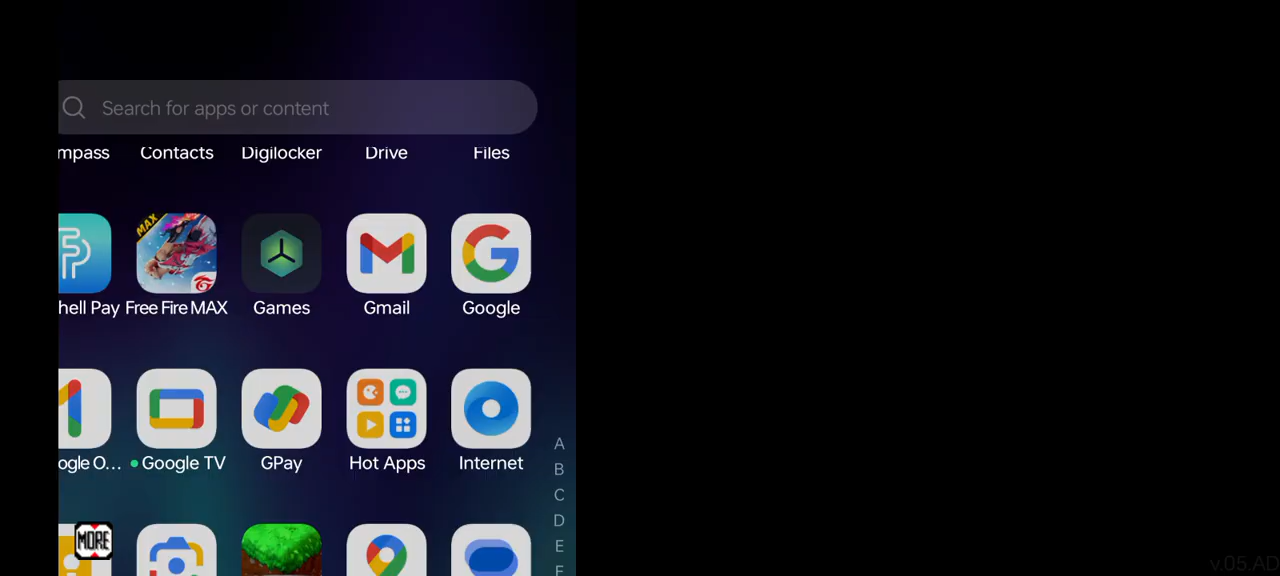 Search for apps or content
mpass Contacts Digilocker Drive Files
MAX
hell Pay Free Fire MAX Games Gmail Google
ogle O... Google TV GPay Hot Apps Internet
A
B
C
D
E
F
MORE
v.05.AD